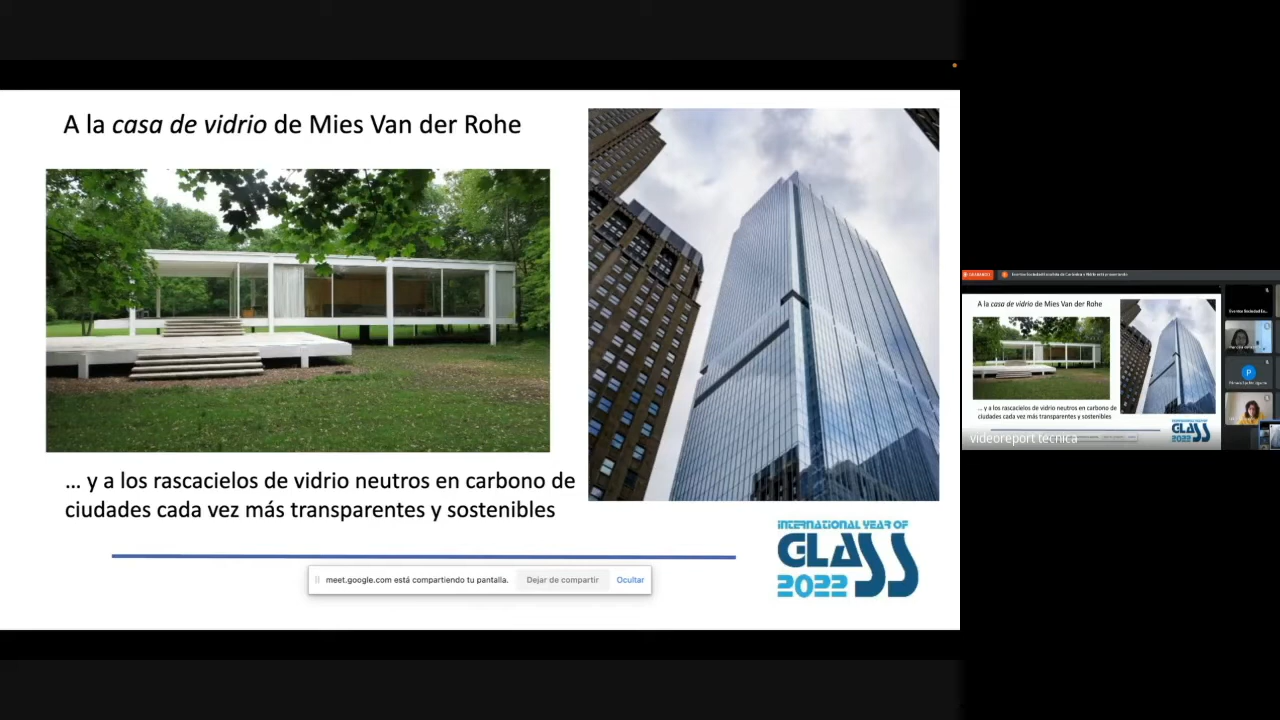 A la casa de vidrio de Mies Van der Rohe
... y a los rascacielos de vidrio neutros en carbono de
ciudades cada vez más transparentes y sostenibles
INTERNATIONAL YEAR OF
GLASS
2022
meet.google.com está compartiendo tu pantalla.
Dejar de compartir
Ocultar
A la casa de vidrio de Mies Van der Rohe
... y a los rascacielos de vidrio neutros en carbono de
ciudades cada vez más transparentes y sostenibles
GLASS
2022
P
videoreport técnica